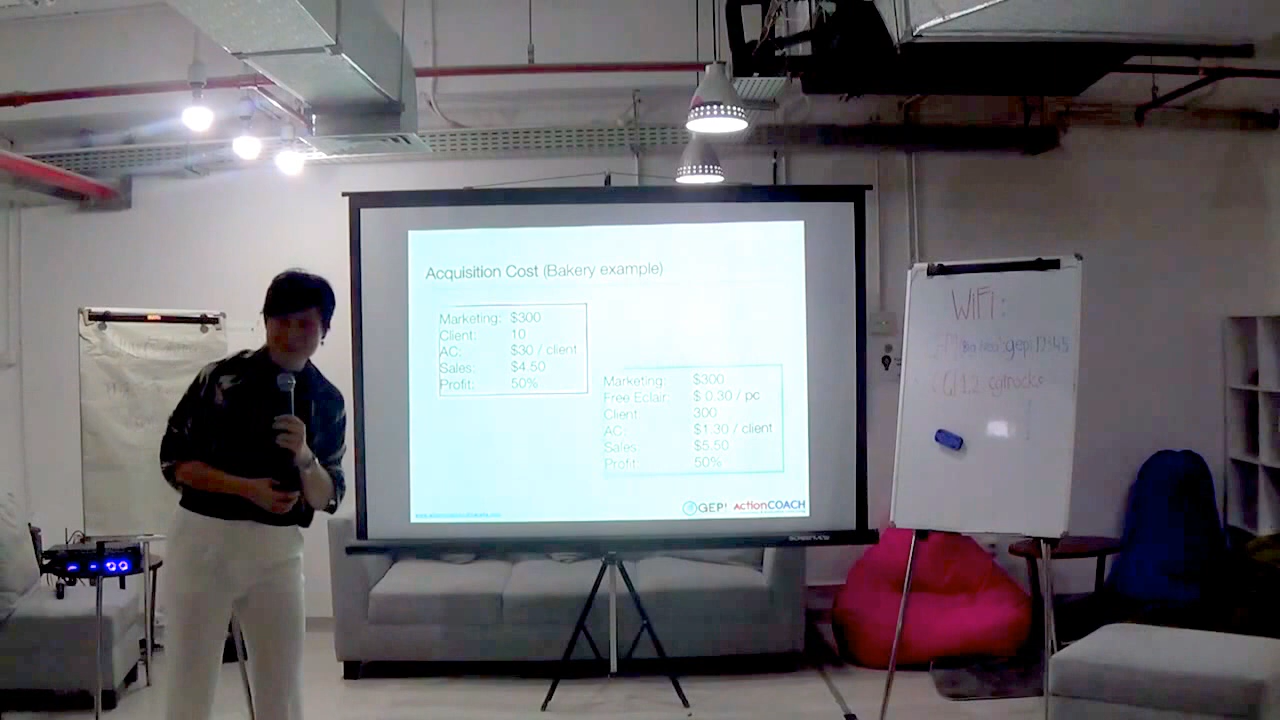 Acquisition Cost (Bakery example)
Marketing: $300
Client: 10
AC: $30 / client
Sales: $4.50
Profit: 50%
Marketing: $300
Free Eclair: $ 0.30 / pc
Client: 300
AC: $1.30 / client
Sales: $5.50
Profit: 50%
GEPI ActionCOACH
WiFI: